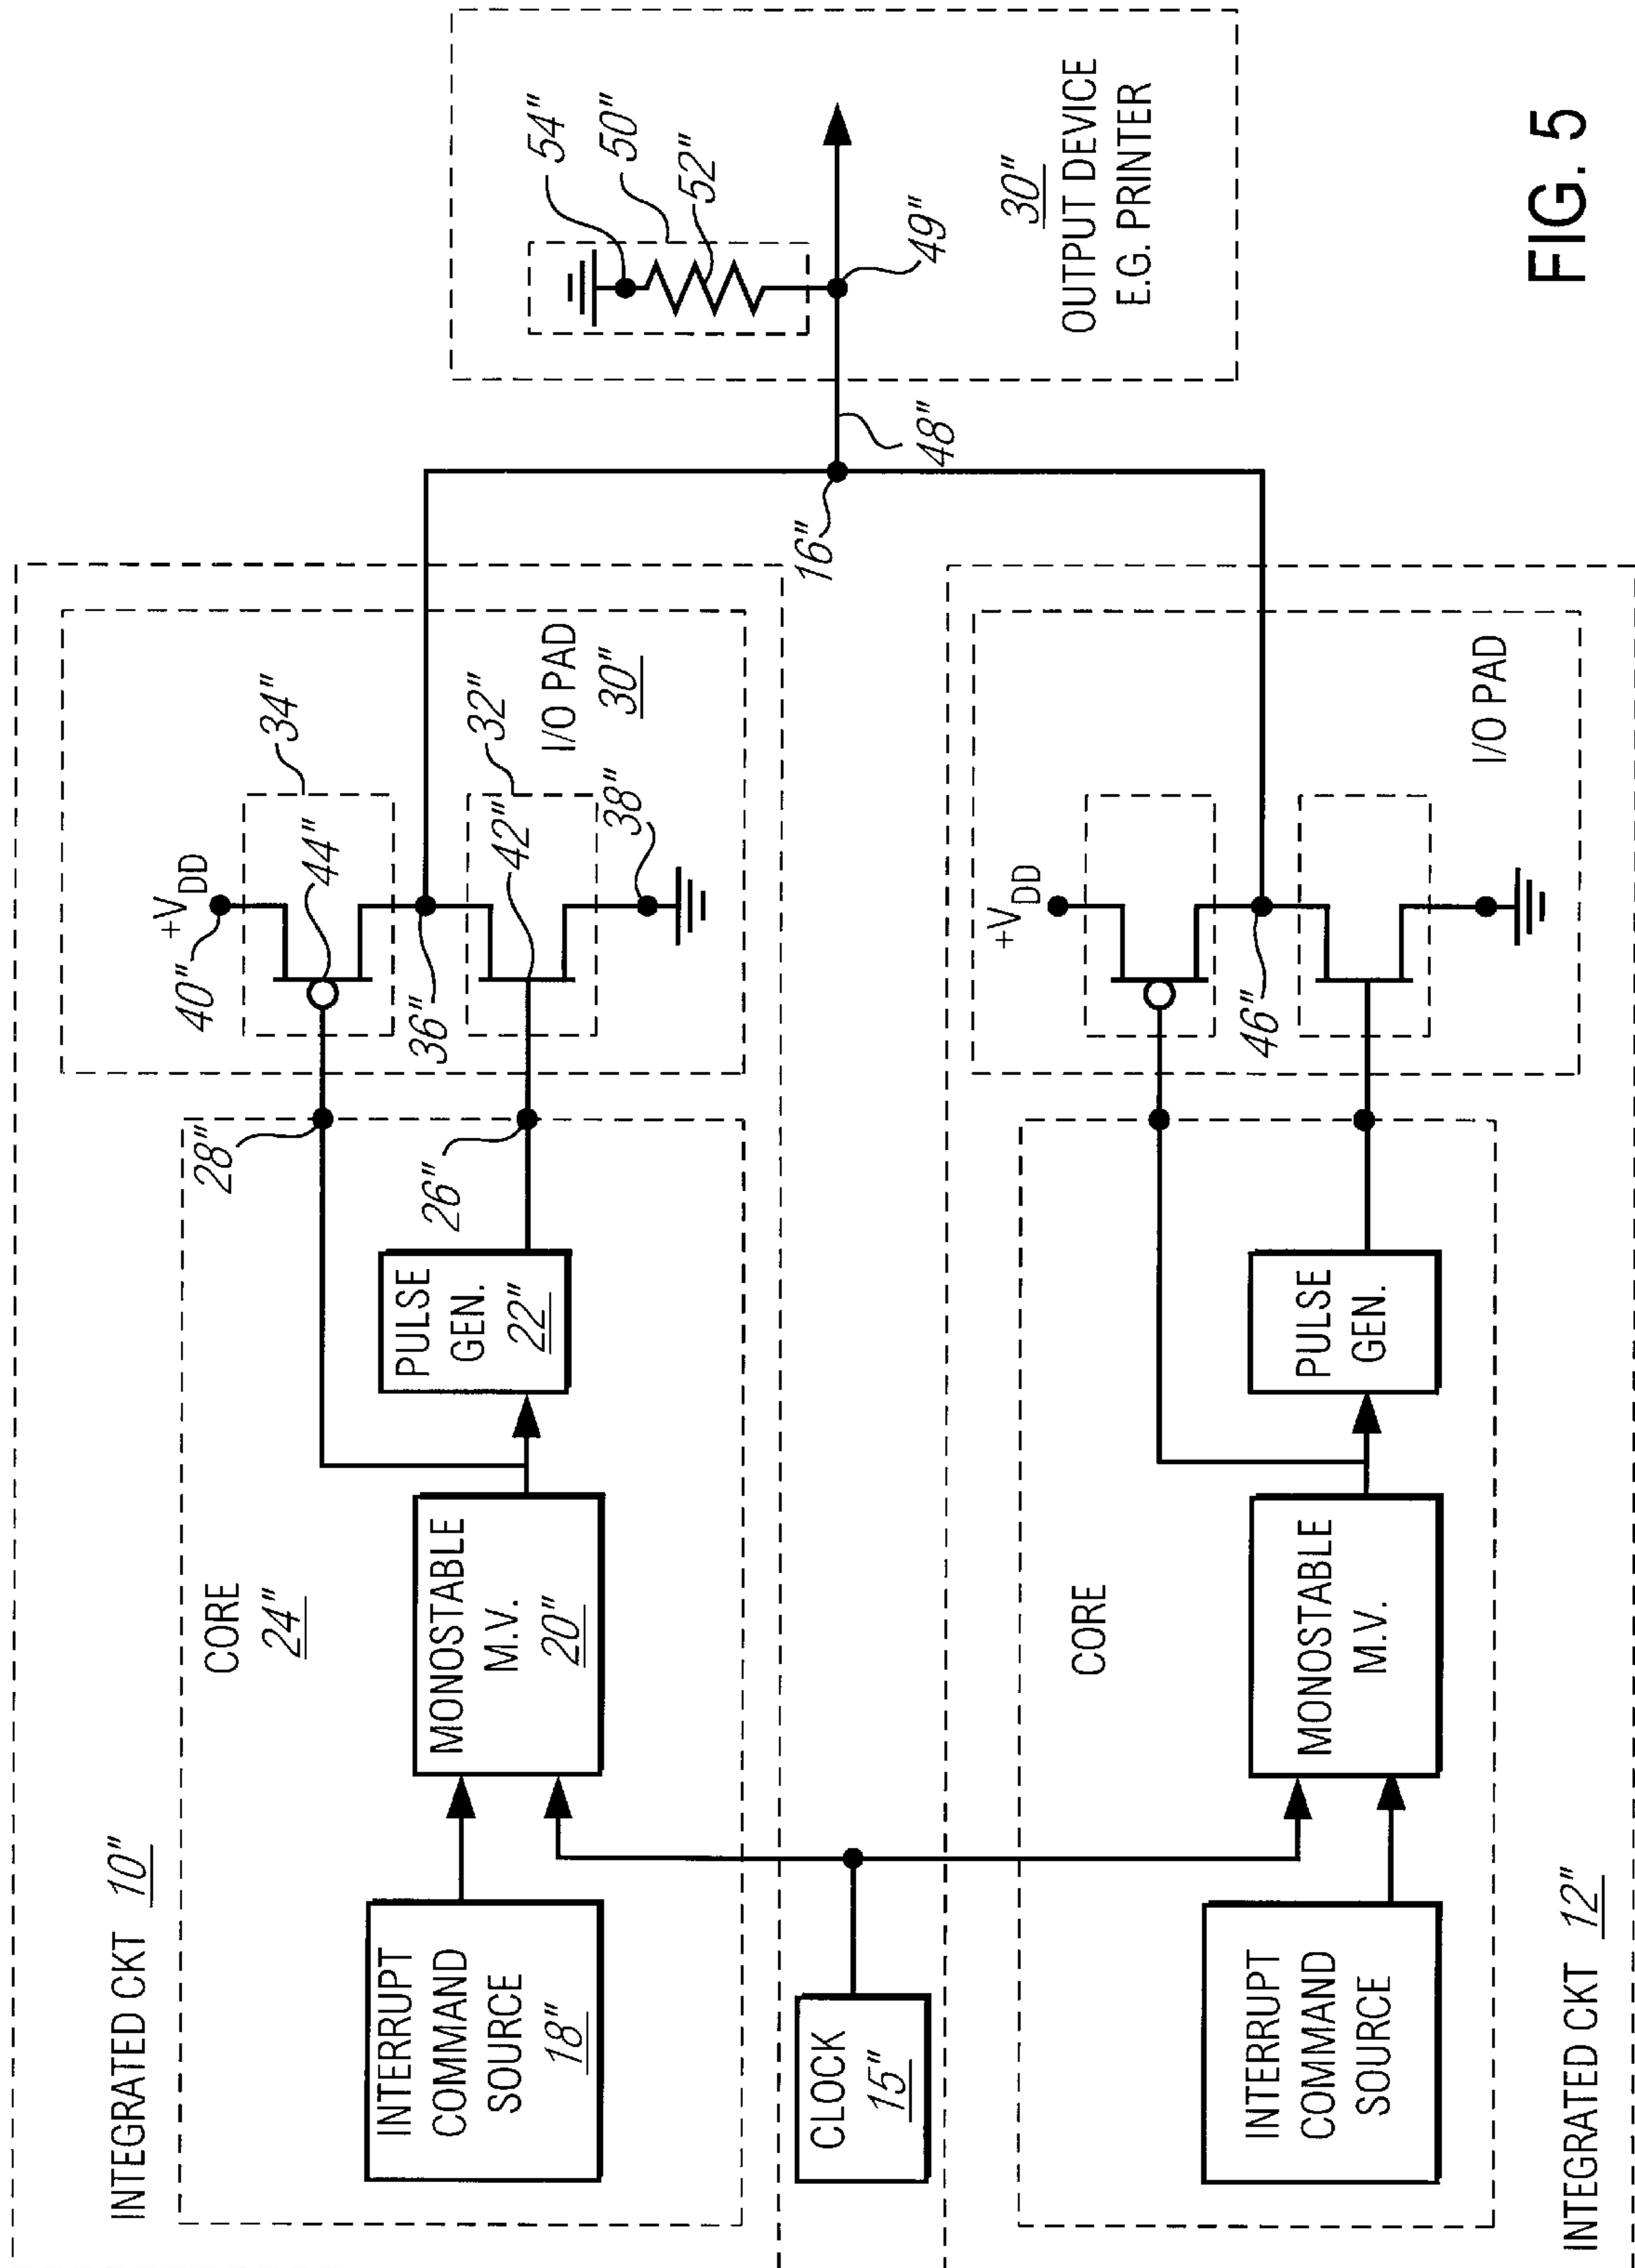 INTEGRATED CKT 10"
CORE
24"
INTERRUPT
COMMAND
SOURCE
18"
MONOSTABLE
M.V.
20"
PULSE
GEN.
22"
28"
26"
40"
+V DD
44"
34"
36"
42"
32"
38"
I/O PAD
30"
CLOCK
15"
16"
48"
49"
54"
50"
52"
30"
OUTPUT DEVICE
E.G. PRINTER
CORE
INTERRUPT
COMMAND
SOURCE
MONOSTABLE
M.V.
PULSE
GEN.
+V DD
46"
I/O PAD
INTEGRATED CKT 12"
FIG. 5